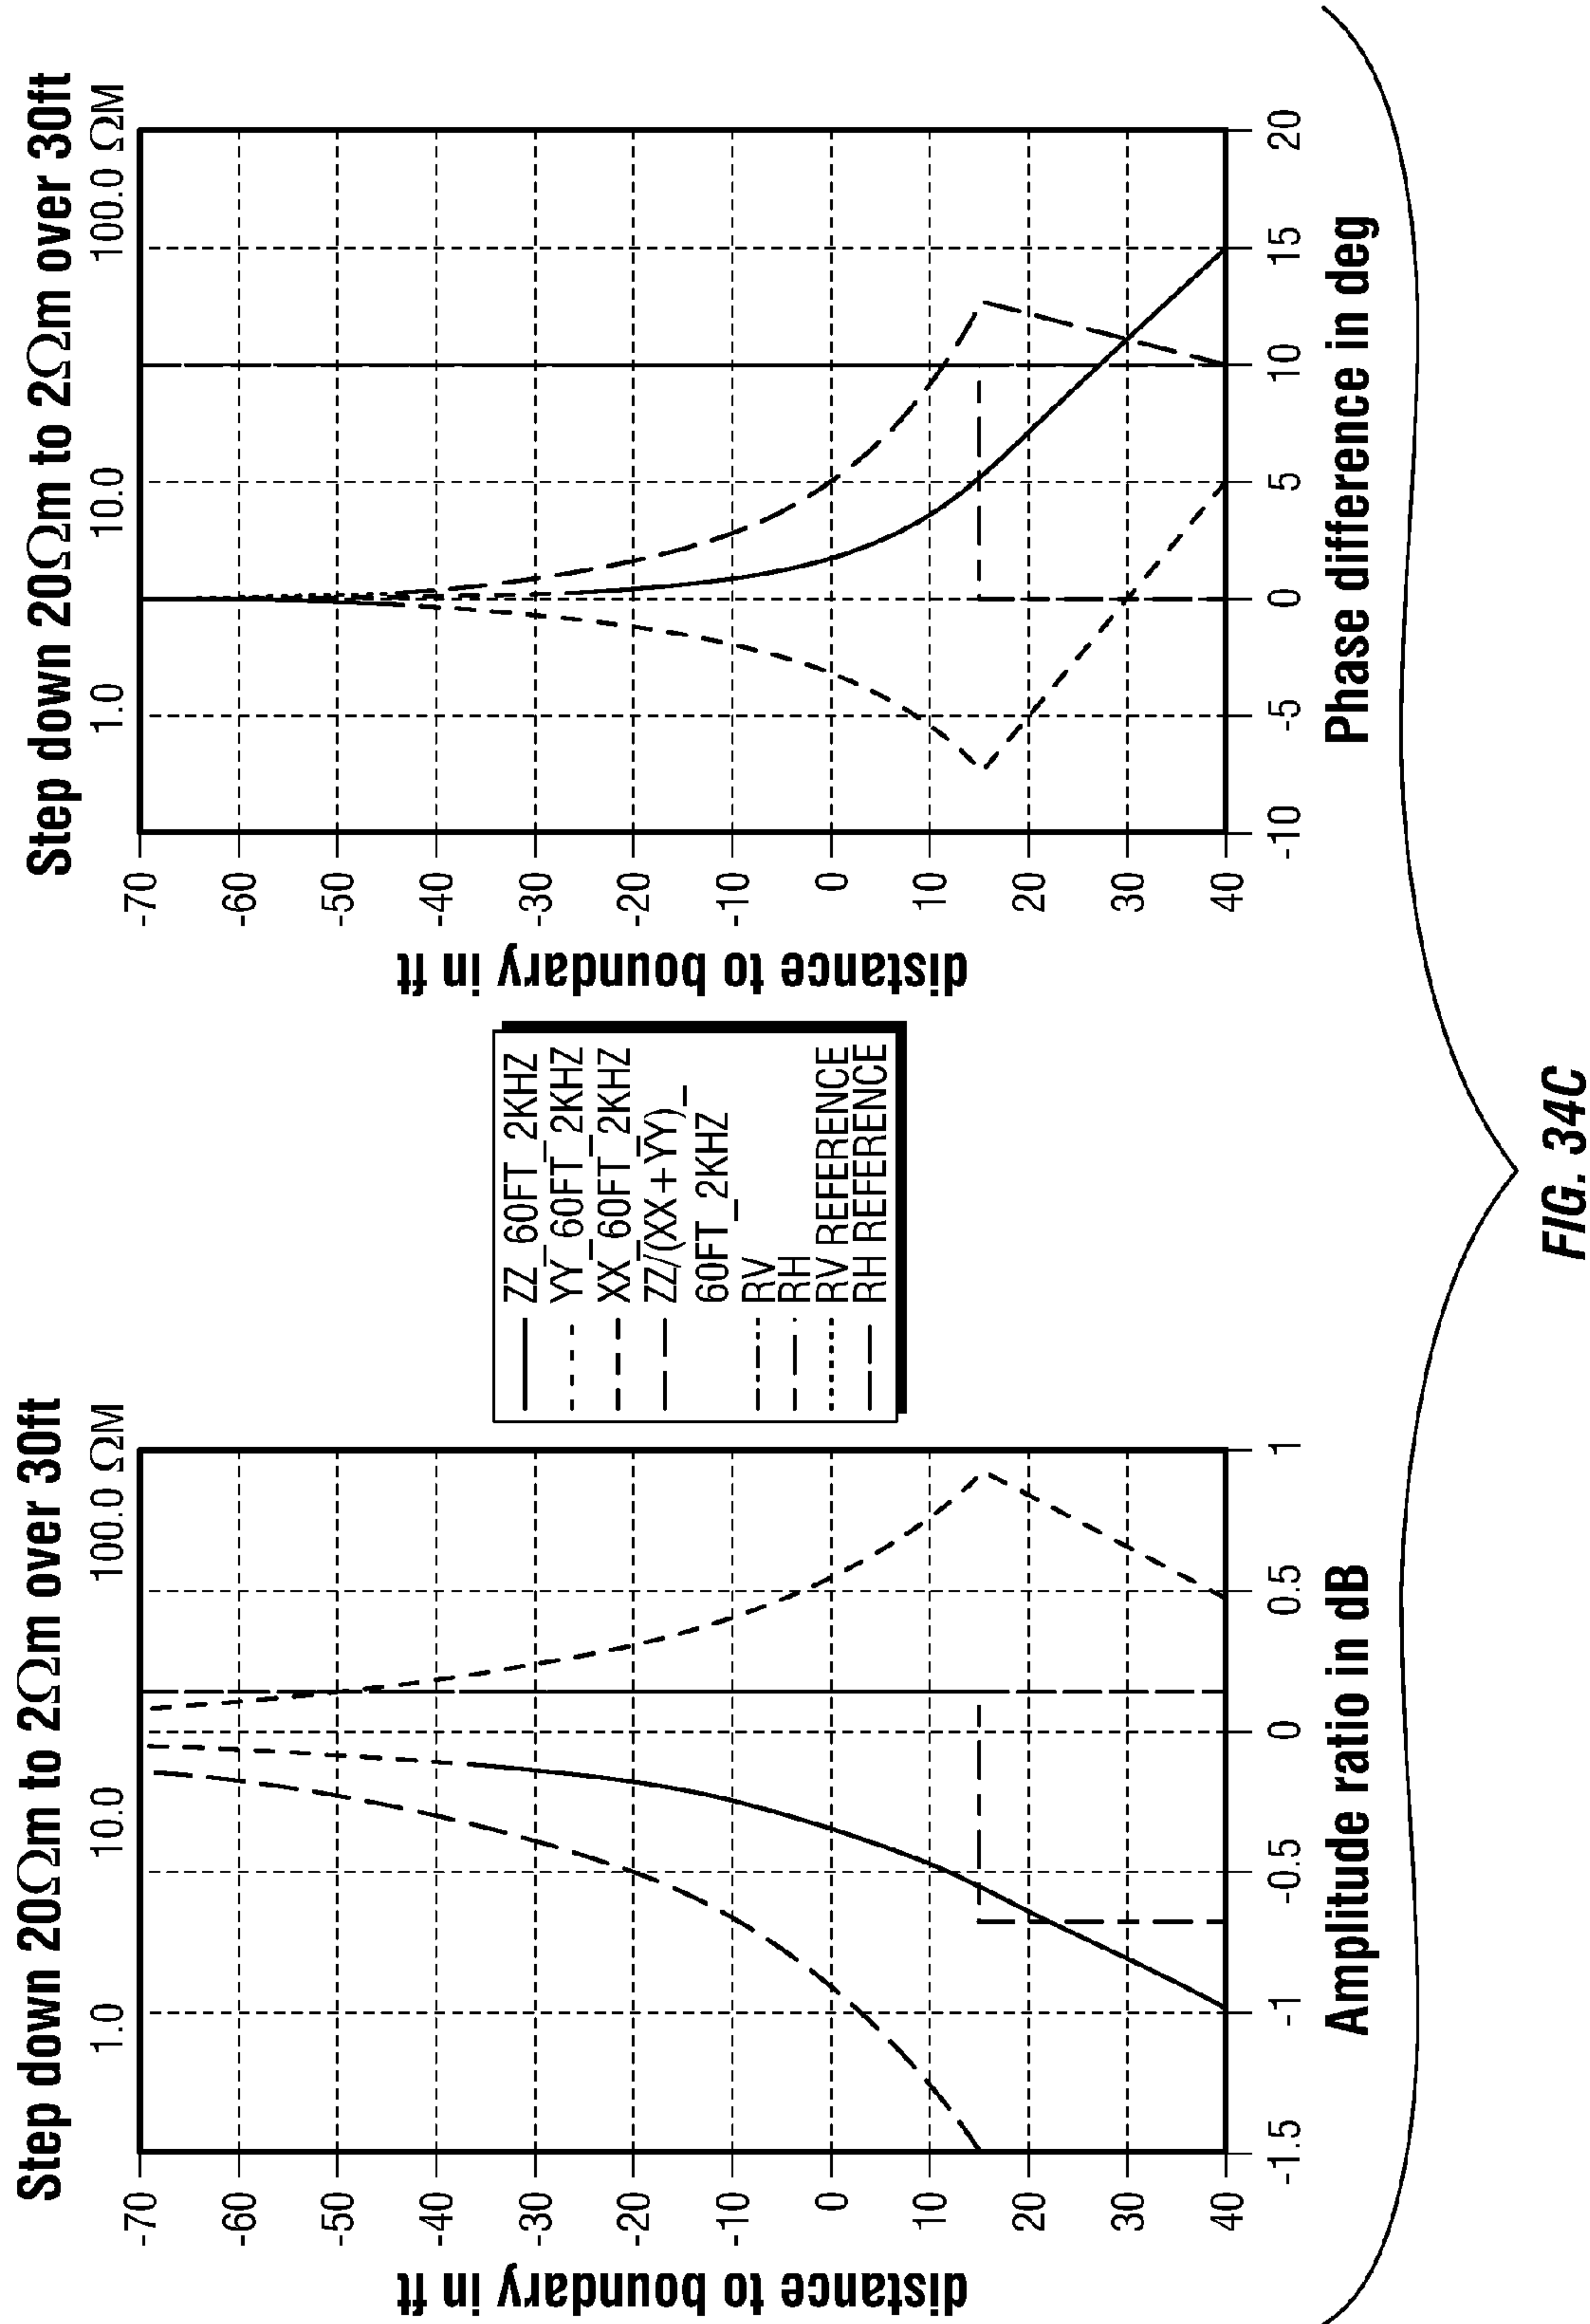 Step down 20Ωm to 2Ωm over 30ft
1.0 10.0 100.0 ΩM
distance to boundary in ft
-70
-60
-50
-40
-30
-20
-10
0
10
20
30
40
-1.5 -1 -0.5 0 0.5 1
Amplitude ratio in dB
ZZ_60FT_2KHZ
YY_60FT_2KHZ
XX_60FT_2KHZ
ZZ/(XX+YY)_
60FT_2KHZ
RV
RH
RV REFERENCE
RH REFERENCE
Step down 20Ωm to 2Ωm over 30ft
1.0 10.0 100.0 ΩM
distance to boundary in ft
-70
-60
-50
-40
-30
-20
-10
0
10
20
30
40
-10 -5 0 5 10 15 20
Phase difference in deg
FIG. 34C